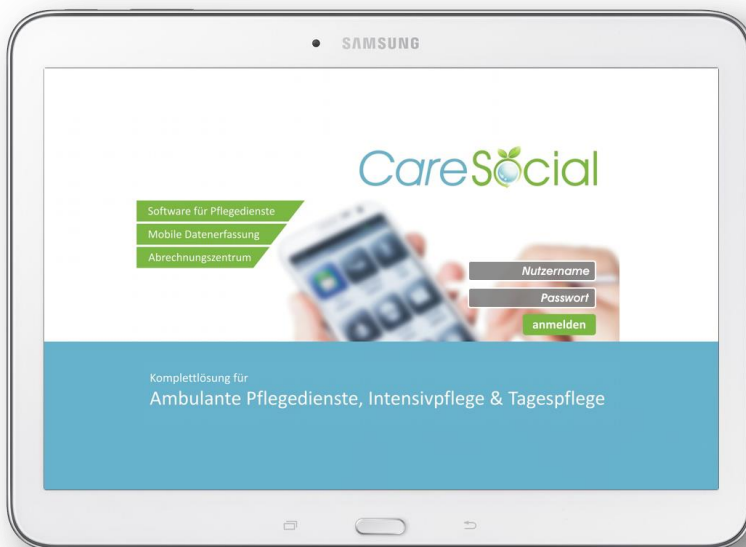 SAMSUNG
CareSocial
Software für Pflegedienste
Mobile Datenerfassung
Abrechnungszentrum
Nutzername
Passwort
anmelden
Komplettlösung für
Ambulante Pflegedienste, Intensivpflege & Tagespflege